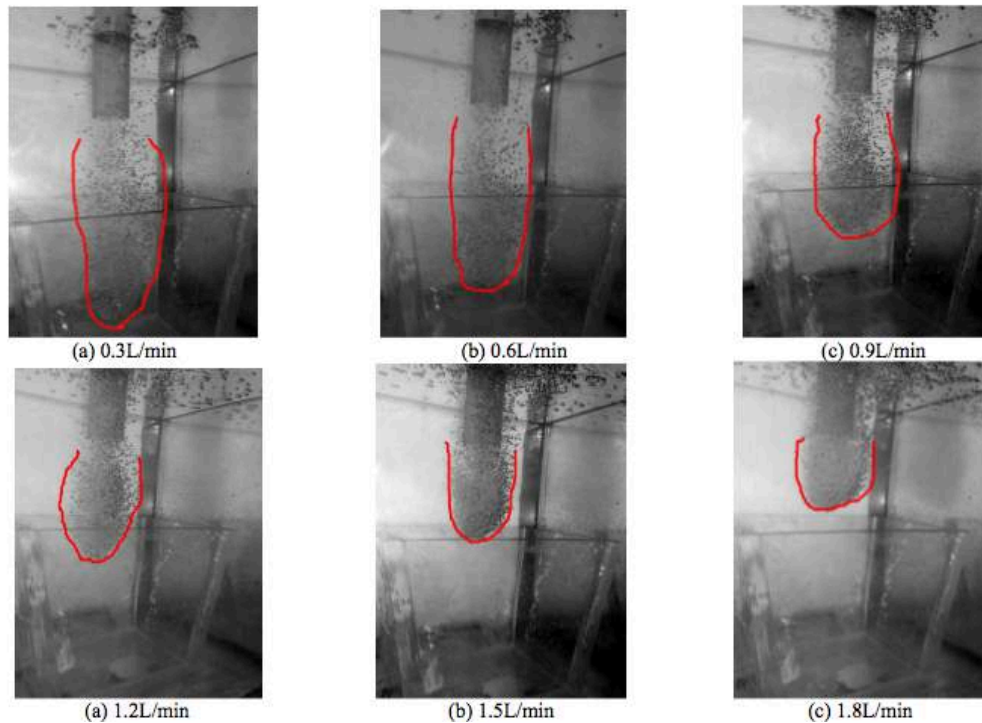 (a) 0.3L/min
(b) 0.6L/min
(c) 0.9L/min
(a) 1.2L/min
(b) 1.5L/min
(c) 1.8L/min